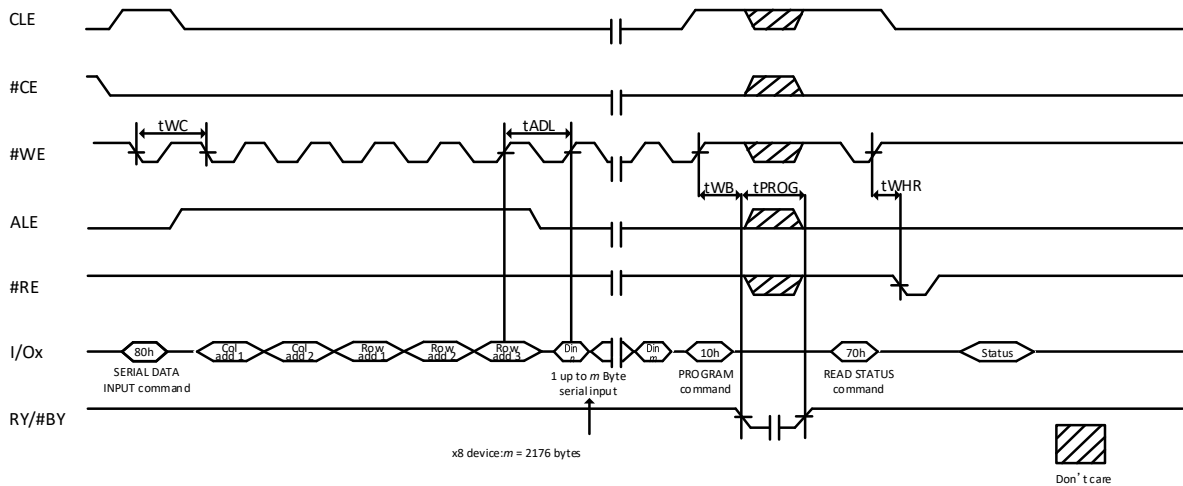 CLE
#CE
tWC
tADL
#WE
tWB
tPROG
tWHR
ALE
#RE
I/Ox
80h
Col
add 1
Col
add 2
Row
add 1
Row
add 2
Row
add 3
Din
n
Din
m
10h
70h
Status
SERIAL DATA
INPUT command
1 up to m Byte
serial input
PROGRAM
command
READ STATUS
command
RY/#BY
x8 device:m = 2176 bytes
Don't care